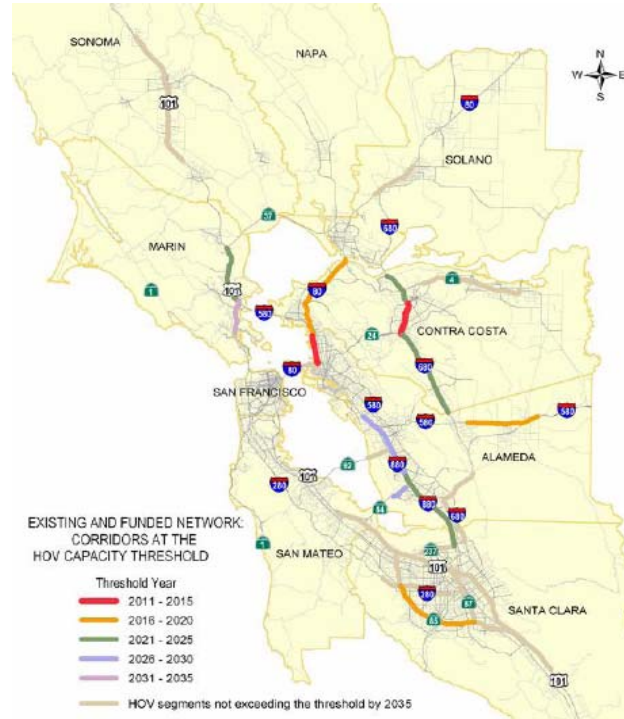 SONOMA
NAPA
N
W E
S
101
80
SOLANO
37
680
MARIN
1
101
80
4
580
24
CONTRA COSTA
680
80
SAN FRANCISCO
580
580
580
ALAMEDA
880
92
101
280
84
880
680
EXISTING AND FUNDED NETWORK:
CORRIDORS AT THE
HOV CAPACITY THRESHOLD
1
SAN MATEO
237
101
Threshold Year
2011 - 2015
2016 - 2020
2021 - 2025
2026 - 2030
2031 - 2035
HOV segments not exceeding the threshold by 2035
280
87
85
SANTA CLARA
101